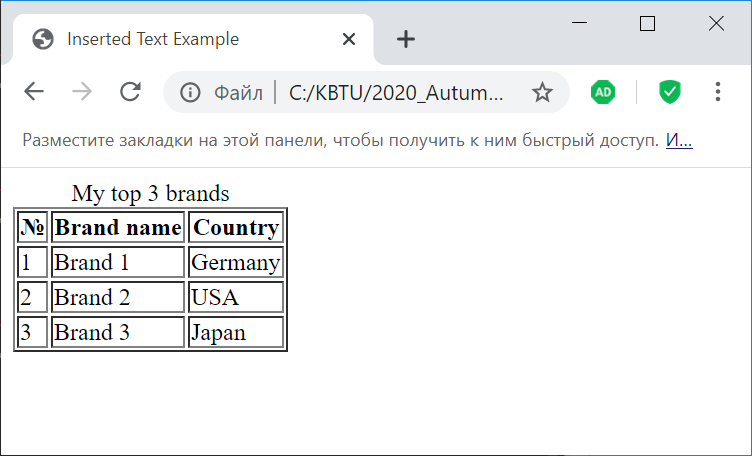 Inserted Text Example
Файл | C:/KBTU/2020_Autum...
AD
Разместите закладки на этой панели, чтобы получить к ним быстрый доступ. И...
My top 3 brands
№ Brand name Country
1 Brand 1 Germany
2 Brand 2 USA
3 Brand 3 Japan